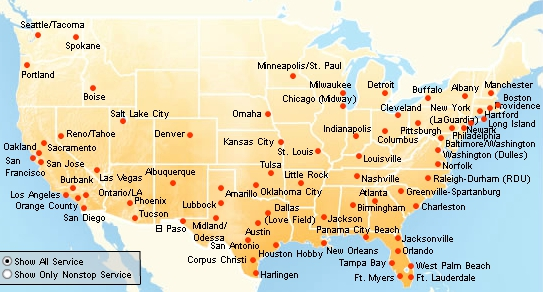 Seattle/Tacoma
Spokane
Portland
Boise
Minneapolis/St. Paul
Milwaukee
Chicago (Midway)
Detroit
Buffalo
Albany
Manchester
Boston
Providence
Hartford
New York
(LaGuardia)
Long Island
Newark
Cleveland
Pittsburgh
Philadelphia
Baltimore/Washington
Washington (Dulles)
Norfolk
Salt Lake City
Omaha
Indianapolis
Columbus
Reno/Tahoe
Denver
Kansas City
St. Louis
Louisville
Oakland
Sacramento
San
Francisco
San Jose
Las Vegas
Albuquerque
Tulsa
Little Rock
Nashville
Raleigh-Durham (RDU)
Burbank
Los Angeles
Ontario/LA
Orange County
San Diego
Phoenix
Tucson
Amarillo
Oklahoma City
Lubbock
Atlanta
Greenville-Spartanburg
Birmingham
Charleston
El Paso
Midland/
Odessa
Dallas
(Love Field)
Jackson
Panama City Beach
Austin
San Antonio
Houston Hobby
New Orleans
Jacksonville
Orlando
Corpus Christi
Harlingen
Tampa Bay
West Palm Beach
Ft. Myers
Ft. Lauderdale
Show All Service
Show Only Nonstop Service